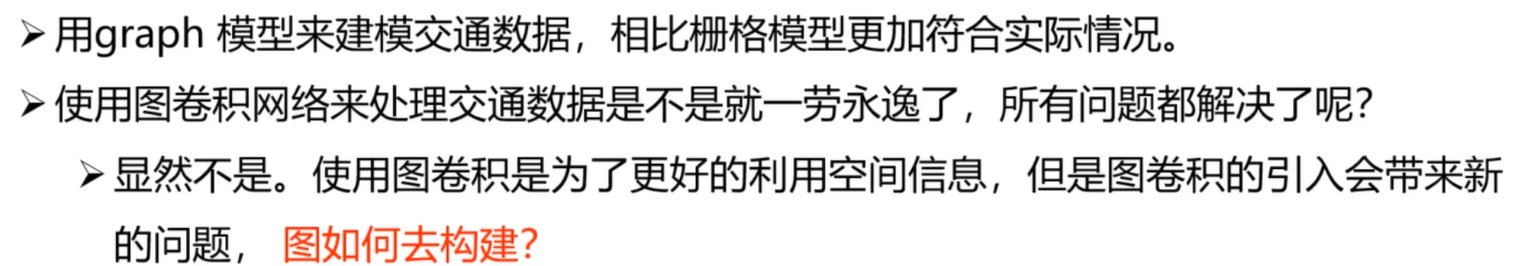 ➢ 用graph 模型来建模交通数据，相比栅格模型更加符合实际情况。
➢ 使用图卷积网络来处理交通数据是不是就一劳永逸了，所有问题都解决了呢？
➢ 显然不是。使用图卷积是为了更好的利用空间信息，但是图卷积的引入会带来新
的问题， 图如何去构建？